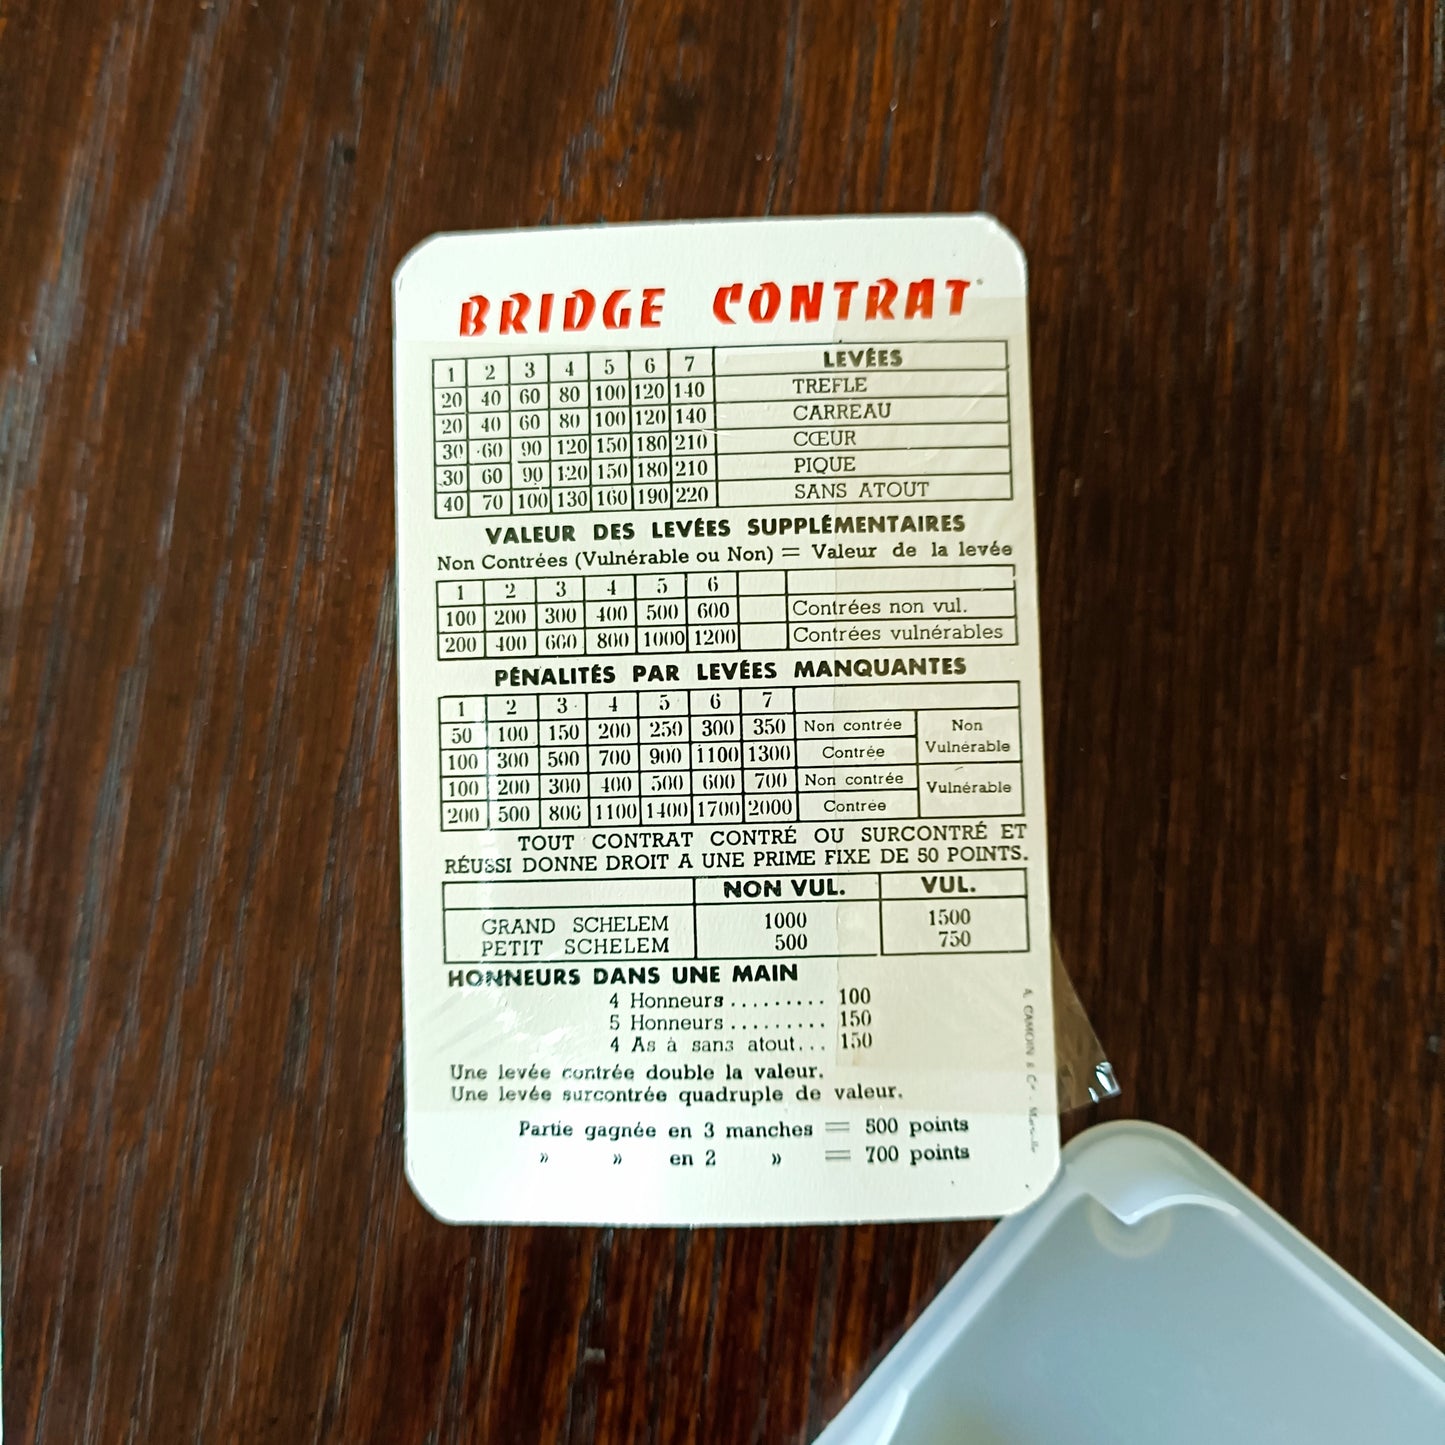 BRIDGE CONTRAT
1 2 3 4 5 6 7 LEVÉES
20 40 60 80 100 120 140 TREFLE
20 40 60 80 100 120 140 CARREAU
30 60 90 120 150 180 210 CŒUR
30 60 90 120 150 180 210 PIQUE
40 70 100 130 160 190 220 SANS ATOUT
VALEUR DES LEVÉES SUPPLÉMENTAIRES
Non Contrées (Vulnérable ou Non) = Valeur de la levée
1 2 3 4 5 6
100 200 300 400 500 600 Contrées non vul.
200 400 600 800 1000 1200 Contrées vulnérables
PÉNALITÉS PAR LEVÉES MANQUANTES
1 2 3 4 5 6 7
50 100 150 200 250 300 350 Non contrée Non
100 300 500 700 900 1100 1300 Contrée Vulnérable
100 200 300 400 500 600 700 Non contrée Vulnérable
200 500 800 1100 1400 1700 2000 Contrée
TOUT CONTRAT CONTRÉ OU SURCONTRÉ ET
RÉUSSI DONNE DROIT A UNE PRIME FIXE DE 50 POINTS.
NON VUL. VUL.
GRAND SCHELEM 1000 1500
PETIT SCHELEM 500 750
HONNEURS DANS UNE MAIN
4 Honneurs ......... 100
5 Honneurs ......... 150
4 As à sans atout... 150
Une levée contrée double la valeur.
Une levée surcontrée quadruple de valeur.
Partie gagnée en 3 manches = 500 points
» » en 2 » = 700 points
A. CAMOIN & Cie - Marseille